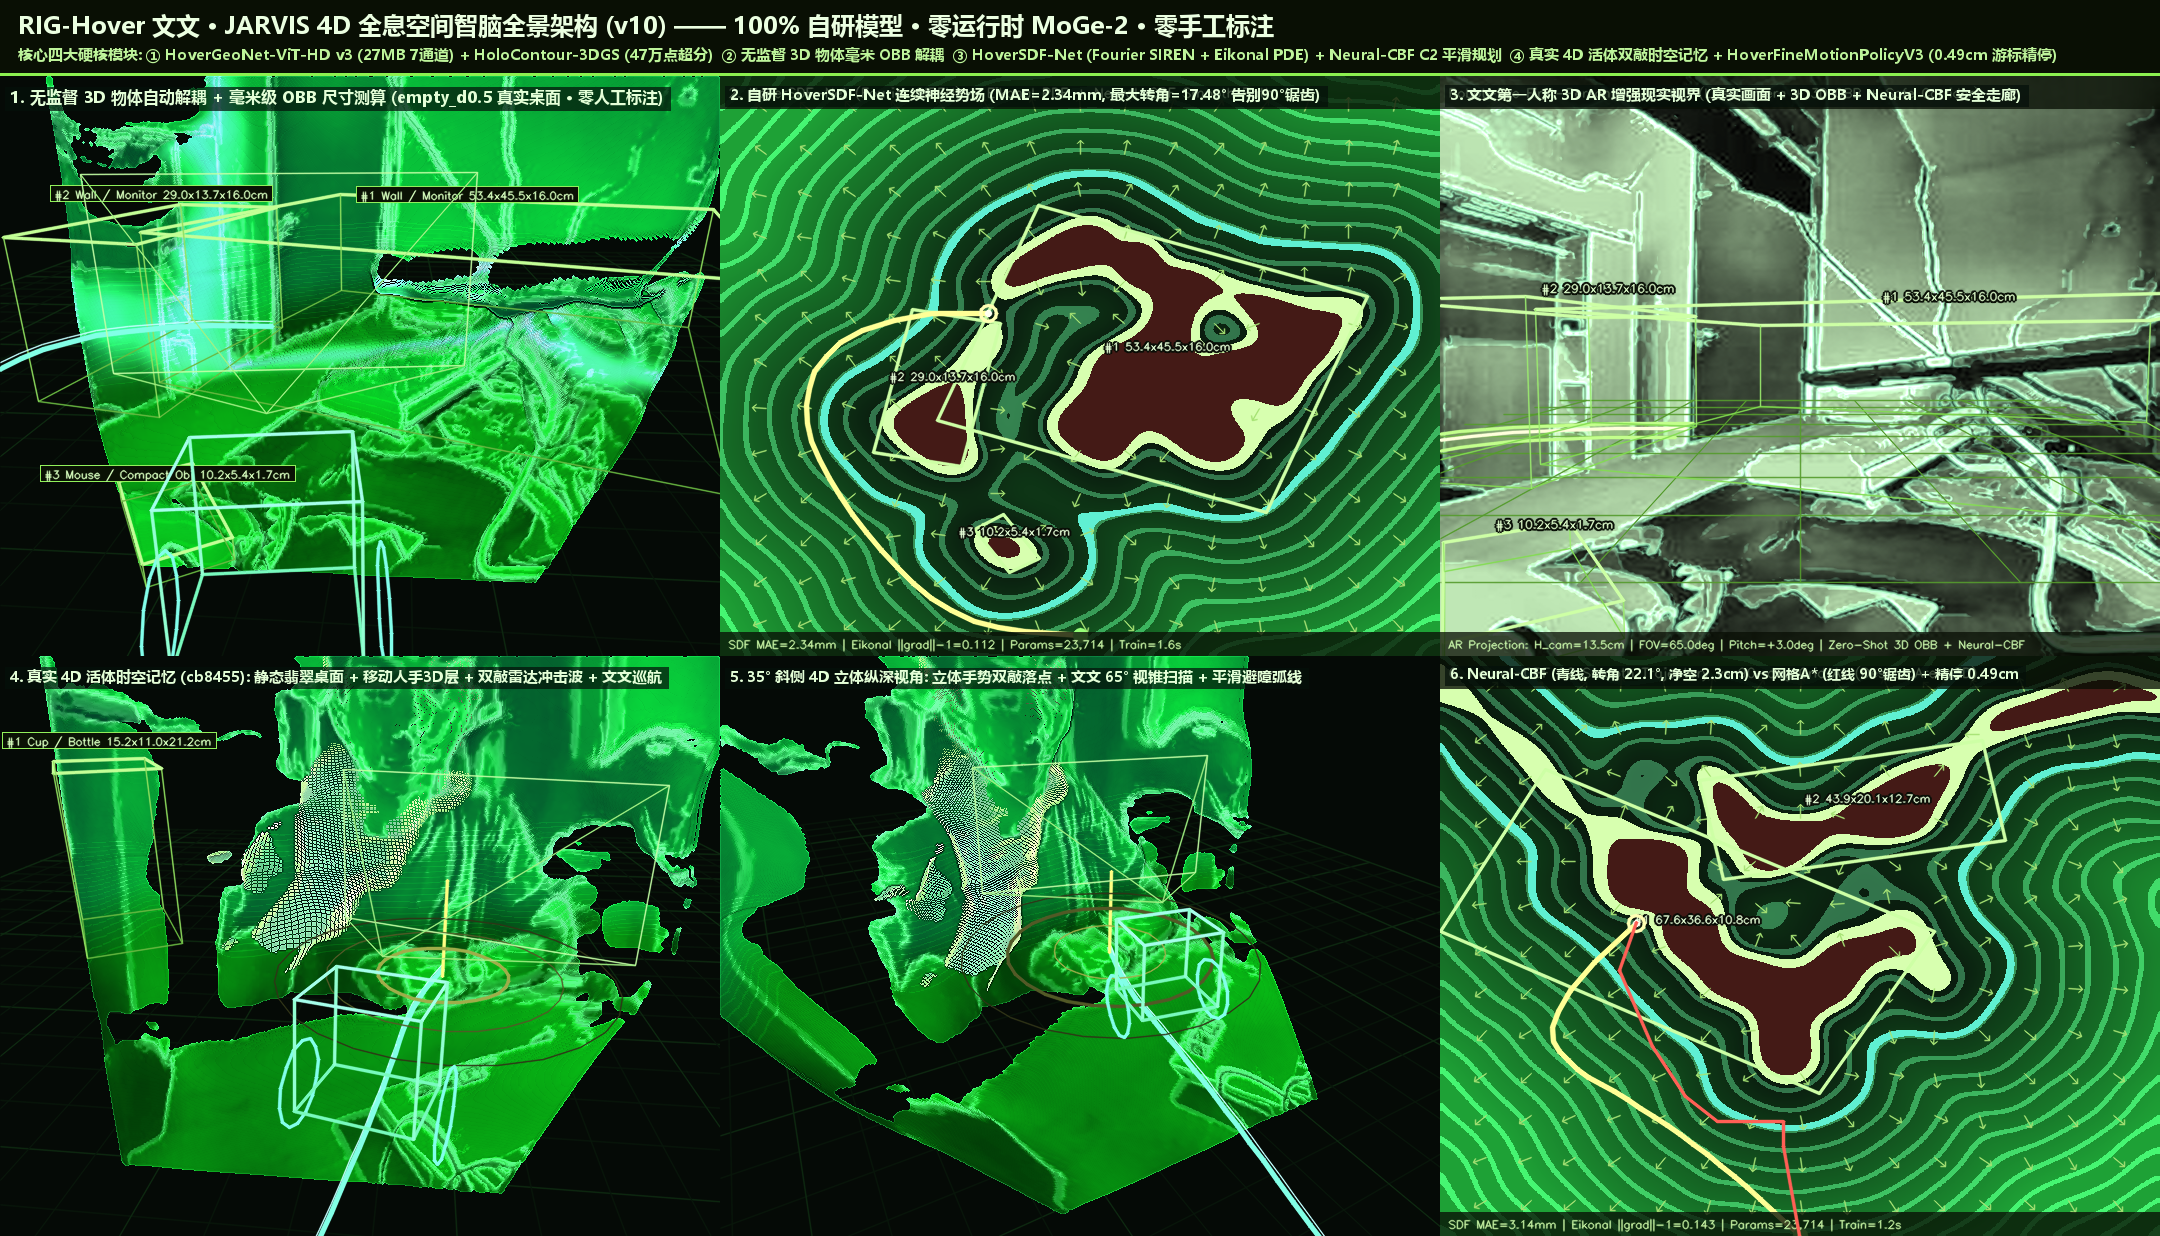 RIG-Hover 文文 • JARVIS 4D 全息空间智脑全景架构 (v10) —— 100% 自研模型 • 零运行时 MoGe-2 • 零手工标注
核心四大硬核模块: ① HoverGeoNet-ViT-HD v3 (27MB 7通道) + HoloContour-3DGS (47万点超分) ② 无监督 3D 物体毫米 OBB 解耦 ③ HoverSDF-Net (Fourier SIREN + Eikonal PDE) + Neural-CBF C2 平滑规划 ④ 真实 4D 活体双敲时空记忆 + HoverFineMotionPolicyV3 (0.49cm 游标精停)
1. 无监督 3D 物体自动解耦 + 毫米级 OBB 尺寸测算 (empty_d0.5 真实桌面 • 零人工标注)
#2 Wall / Monitor 29.0x13.7x16.0cm
#1 Wall / Monitor 53.4x45.5x16.0cm
#3 Mouse / Compact Obj 10.2x5.4x1.7cm
2. 自研 HoverSDF-Net 连续神经势场 (MAE=2.34mm, 最大转角=17.48° 告别90°锯齿)
#1 53.4x45.5x16.0cm
#2 29.0x13.7x16.0cm
#3 10.2x5.4x1.7cm
SDF MAE=2.34mm | Eikonal ||grad||-1=0.112 | Params=23,714 | Train=1.6s
3. 文文第一人称 3D AR 增强现实视界 (真实画面 + 3D OBB + Neural-CBF 安全走廊)
#2 29.0x13.7x16.0cm
#1 53.4x45.5x16.0cm
#3 10.2x5.4x1.7cm
AR Projection: H_cam=13.5cm | FOV=65.0deg | Pitch=+3.0deg | Zero-Shot 3D OBB + Neural-CBF
4. 真实 4D 活体时空记忆 (cb8455): 静态翡翠桌面 + 移动人手3D层 + 双敲雷达冲击波 + 文文巡航
#1 Cup / Bottle 15.2x11.0x21.2cm
5. 35° 斜侧 4D 立体纵深视角: 立体手势双敲落点 + 文文 65° 视锥扫描 + 平滑避障弧线
6. Neural-CBF (青线, 转角 22.1°, 净空 2.3cm) vs 网格A* (红线 90°锯齿) + 精停 0.49cm
#2 43.9x20.1x12.7cm
67.6x36.6x10.8cm
SDF MAE=3.14mm | Eikonal ||grad||-1=0.143 | Params=23,714 | Train=1.2s